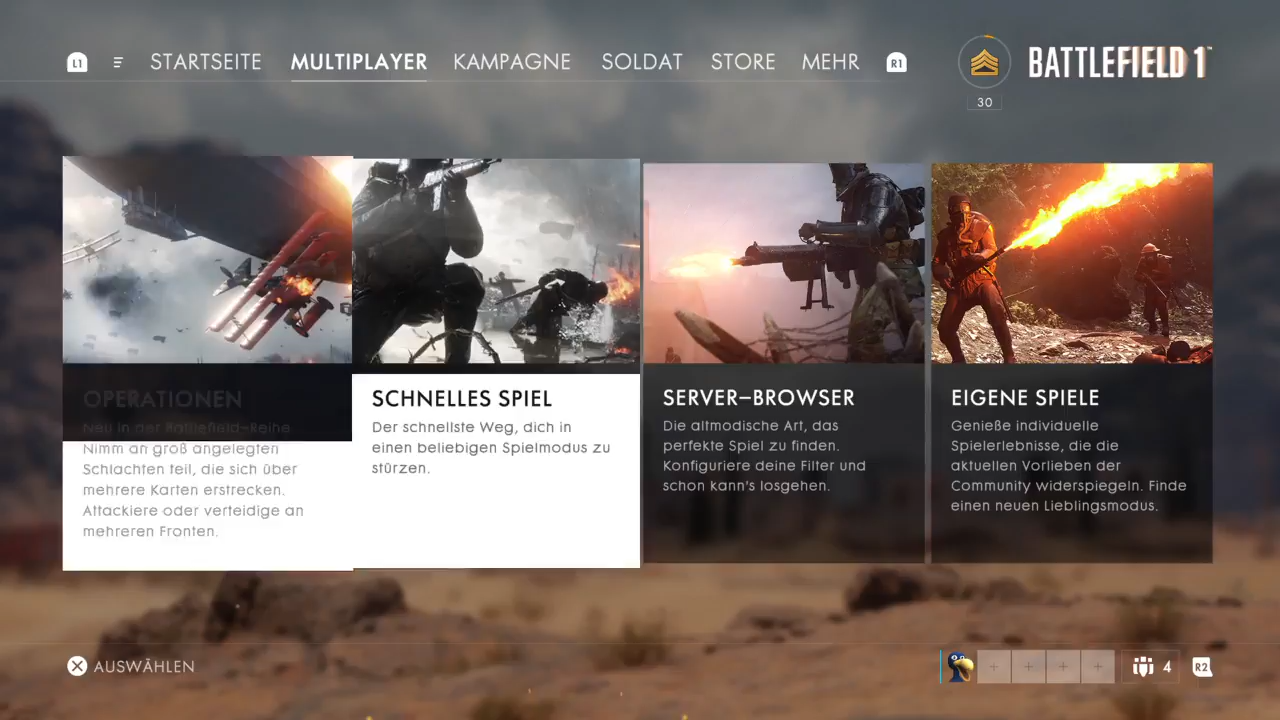 L1 STARTSEITE MULTIPLAYER KAMPAGNE SOLDAT STORE MEHR R1
30
BATTLEFIELD 1™
OPERATIONEN
Neu in der Battlefield-Reihe
Nimm an groß angelegten
Schlachten teil, die sich über
mehrere Karten erstrecken.
Attackiere oder verteidige an
mehreren Fronten.
SCHNELLES SPIEL
Der schnellste Weg, dich in
einen beliebigen Spielmodus zu
stürzen.
SERVER-BROWSER
Die altmodische Art, das
perfekte Spiel zu finden.
Konfiguriere deine Filter und
schon kann's losgehen.
EIGENE SPIELE
Genieße individuelle
Spielerlebnisse, die die
aktuellen Vorlieben der
Community widerspiegeln. Finde
einen neuen Lieblingsmodus.
AUSWÄHLEN
4 R2